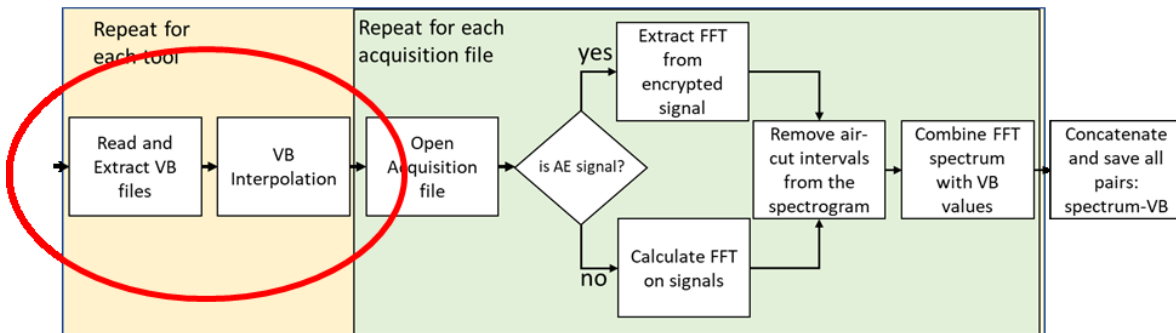 Repeat for
each tool
Repeat for each
acquisition file
Read and
Extract VB
files
VB
Interpolation
Open
Acquisition
file
is AE signal?
yes
no
Extract FFT
from
encrypted
signal
Calculate FFT
on signals
Remove air-
cut intervals
from the
spectrogram
Combine FFT
spectrum
with VB
values
Concatenate
and save all
pairs:
spectrum-VB